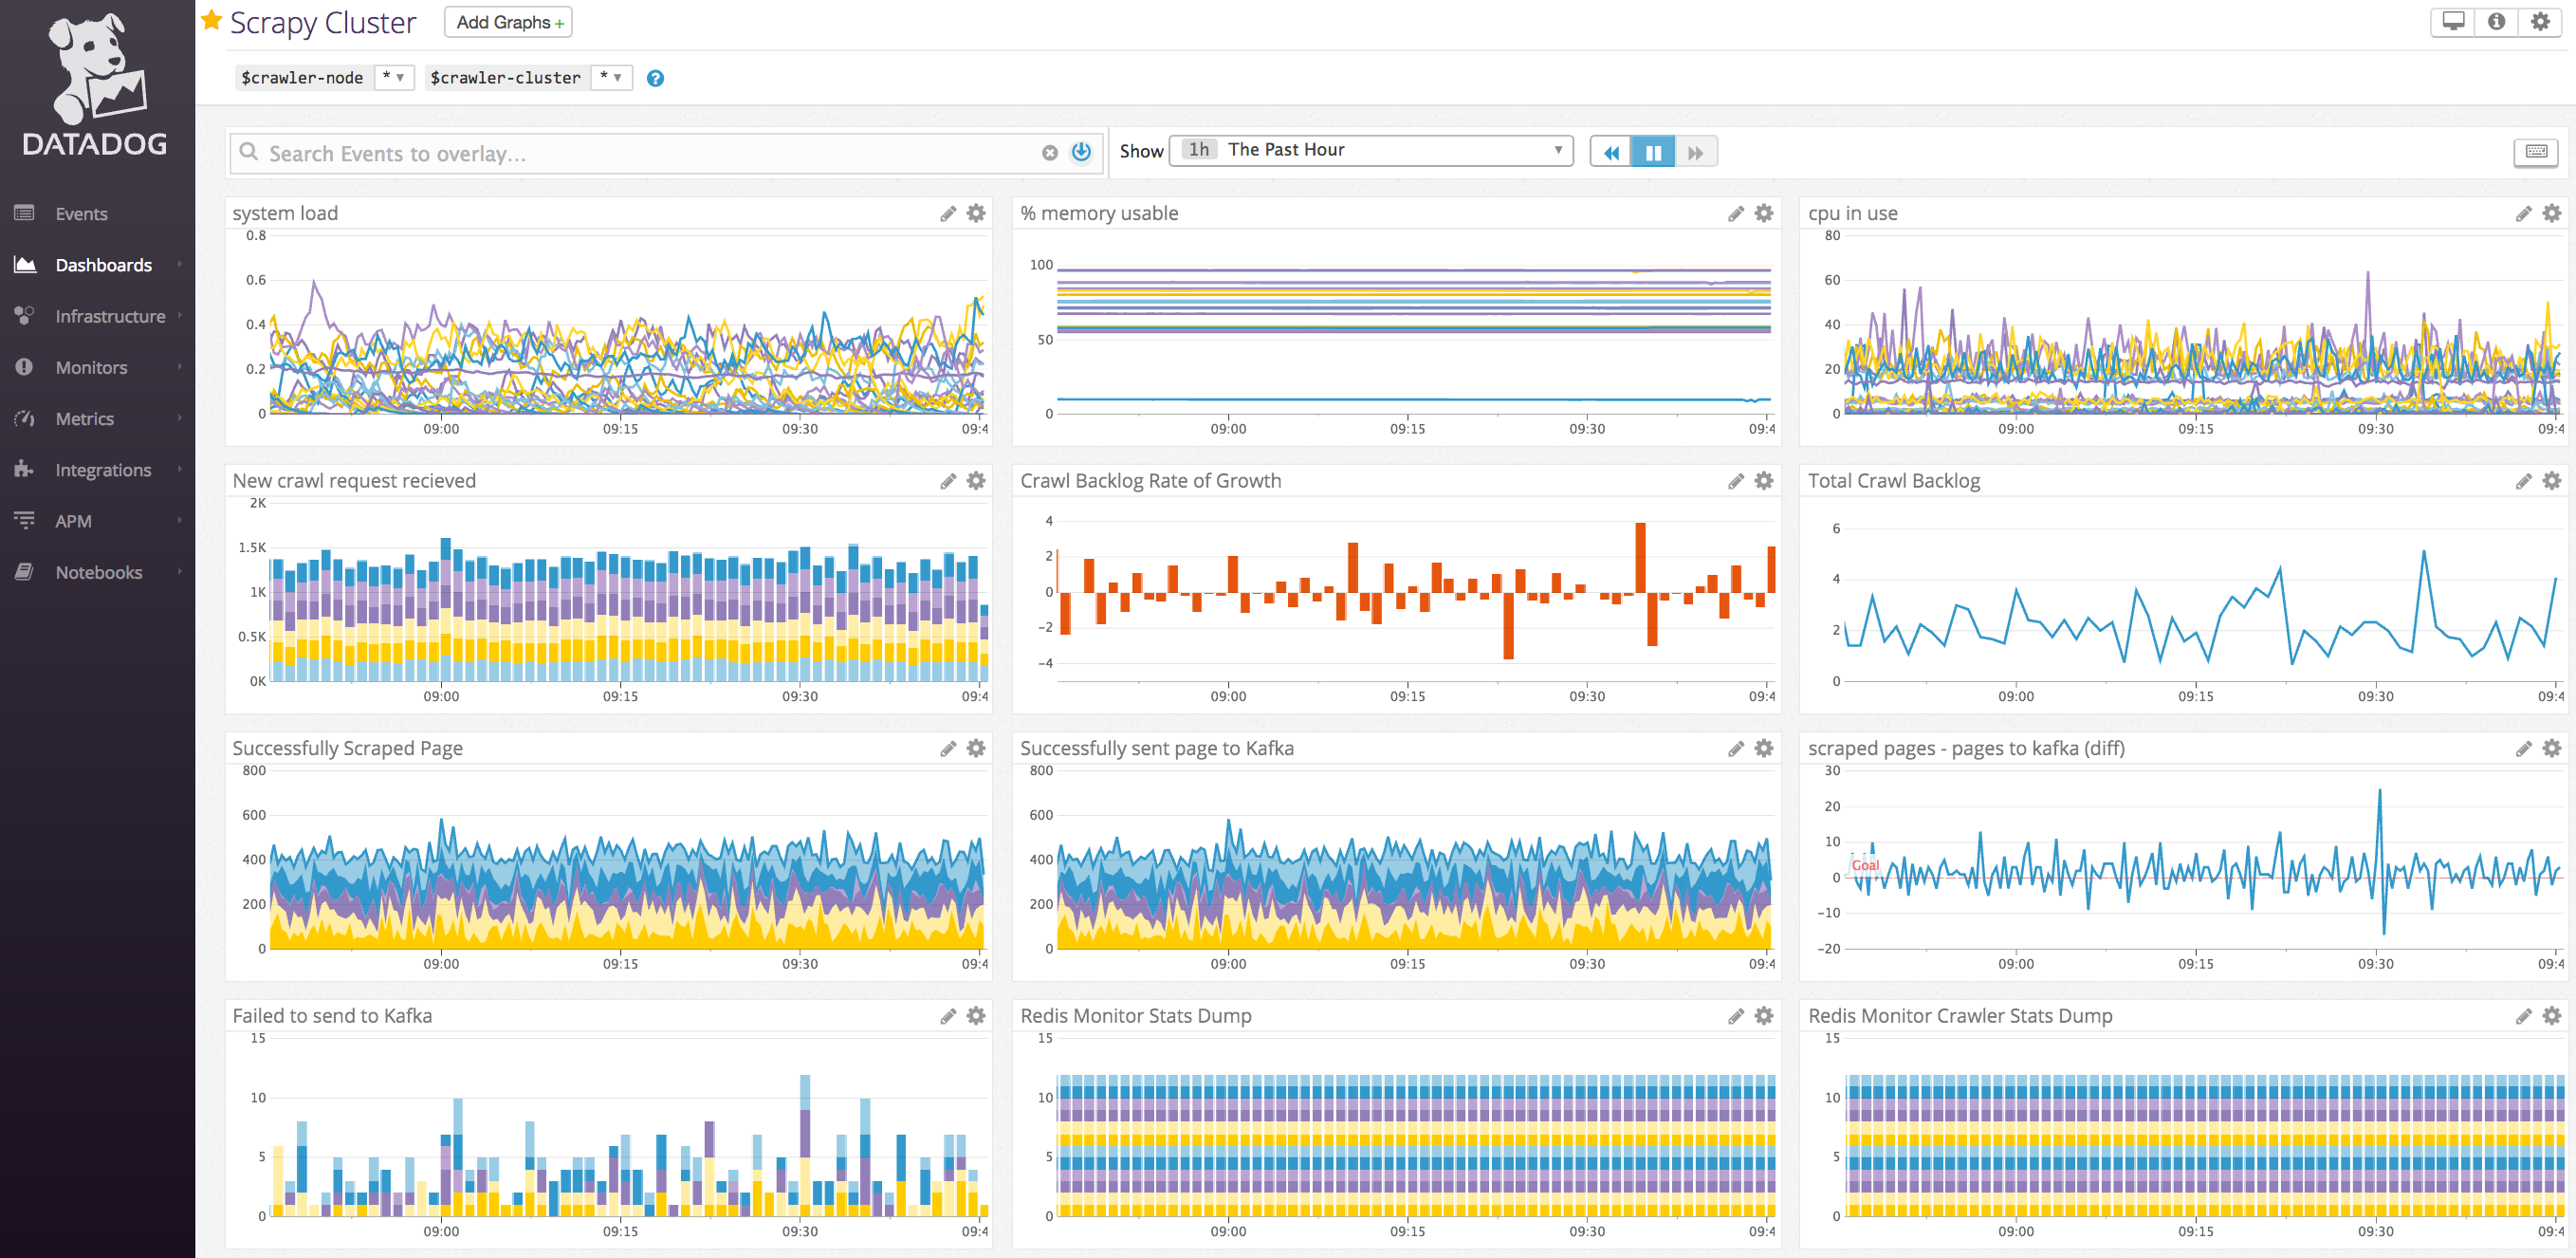 Scrapy Cluster Add Graphs +
$crawler-node * $crawler-cluster * ?
DATADOG
Search Events to overlay...
Show 1h The Past Hour
Events
Dashboards
Infrastructure
Monitors
Metrics
Integrations
APM
Notebooks
system load
0.8
0.6
0.4
0.2
0
09:00 09:15 09:30 09:4
% memory usable
100
50
0
09:00 09:15 09:30 09:4
cpu in use
80
60
40
20
0
09:00 09:15 09:30 09:4
New crawl request recieved
2K
1.5K
1K
0.5K
0K
09:00 09:15 09:30 09:4
Crawl Backlog Rate of Growth
4
2
0
-2
-4
09:00 09:15 09:30 09:4
Total Crawl Backlog
6
4
2
0
09:00 09:15 09:30 09:4
Successfully Scraped Page
800
600
400
200
0
09:00 09:15 09:30 09:4
Successfully sent page to Kafka
800
600
400
200
0
09:00 09:15 09:30 09:4
scraped pages - pages to kafka (diff)
30
20
10
Goal
0
-10
-20
09:00 09:15 09:30 09:4
Failed to send to Kafka
15
10
5
0
09:00 09:15 09:30 09:4
Redis Monitor Stats Dump
15
10
5
0
09:00 09:15 09:30 09:4
Redis Monitor Crawler Stats Dump
15
10
5
0
09:00 09:15 09:30 09:4